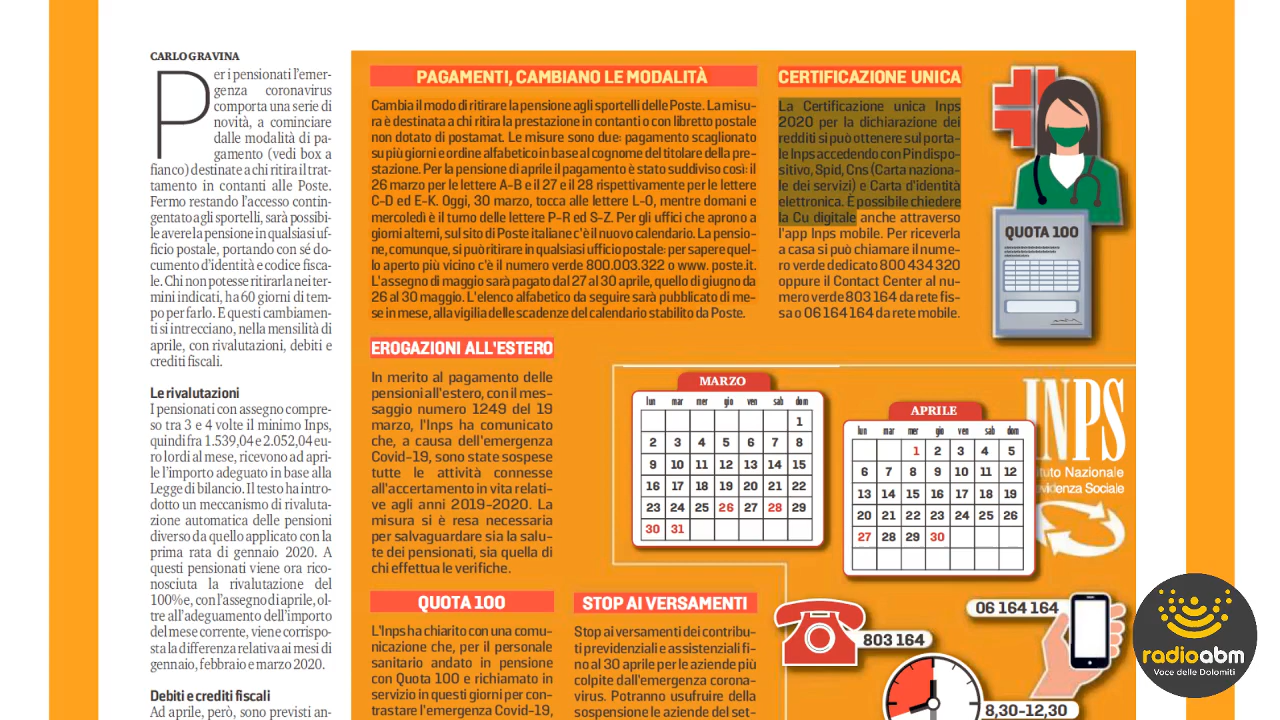 CARLO GRAVINA
Per i pensionati l'emer-
genza coronavirus
comporta una serie di
novità, a cominciare
dalle modalità di pa-
gamento (vedi box a
fianco) destinate a chi ritira il trat-
tamento in contanti alle Poste.
Fermo restando l'accesso contin-
gentato agli sportelli, sarà possibi-
le avere la pensione in qualsiasi uf-
ficio postale, portando con sé do-
cumento d'identità e codice fisca-
le. Chi non potesse ritirarla nei ter-
mini indicati, ha 60 giorni di tem-
po per farlo. E questi cambiamen-
ti si intrecciano, nella mensilità di
aprile, con rivalutazioni, debiti e
crediti fiscali.
Le rivalutazioni
I pensionati con assegno compre-
so tra 3 e 4 volte il minimo Inps,
quindi fra 1.539,04 e 2.052,04 eu-
ro lordi al mese, ricevono ad apri-
le l'importo adeguato in base alla
Legge di bilancio. Il testo ha intro-
dotto un meccanismo di rivaluta-
zione automatica delle pensioni
diverso da quello applicato con la
prima rata di gennaio 2020. A
questi pensionati viene ora rico-
nosciuta la rivalutazione del
100% e, con l'assegno di aprile, ol-
tre all'adeguamento dell'importo
del mese corrente, viene corrispo-
sta la differenza relativa ai mesi di
gennaio, febbraio e marzo 2020.
Debiti e crediti fiscali
Ad aprile, però, sono previsti an-
PAGAMENTI, CAMBIANO LE MODALITÀ
Cambia il modo di ritirare la pensione agli sportelli delle Poste. La misu-
ra è destinata a chi ritira la prestazione in contanti o con libretto postale
non dotato di postamat. Le misure sono due: pagamento scaglionato
su più giorni e ordine alfabetico in base al cognome del titolare della pre-
stazione. Per la pensione di aprile il pagamento è stato suddiviso così: il
26 marzo per le lettere A-B e il 27 e il 28 rispettivamente per le lettere
C-D ed E-K. Oggi, 30 marzo, tocca alle lettere L-O, mentre domani e
mercoledì è il turno delle lettere P-R ed S-Z. Per gli uffici che aprono a
giorni alterni, sul sito di Poste italiane c'è il nuovo calendario. La pensio-
ne, comunque, si può ritirare in qualsiasi ufficio postale: per sapere quel-
lo aperto più vicino c'è il numero verde 800.003.322 o www. poste.it.
L'assegno di maggio sarà pagato dal 27 al 30 aprile, quello di giugno da
26 al 30 maggio. L'elenco alfabetico da seguire sarà pubblicato di me-
se in mese, alla vigilia delle scadenze del calendario stabilito da Poste.
CERTIFICAZIONE UNICA
La Certificazione unica Inps
2020 per la dichiarazione dei
redditi si può ottenere sul porta-
le Inps accedendo con Pin dispo-
sitivo, Spid, Cns (Carta naziona-
le dei servizi) e Carta d'identità
elettronica. È possibile chiedere
la Cu digitale anche attraverso
l'app Inps mobile. Per riceverla
a casa si può chiamare il nume-
ro verde dedicato 800 434 320
oppure il Contact Center al nu-
mero verde 803 164 da rete fis-
sa o 06 164 164 da rete mobile.
QUOTA 100
EROGAZIONI ALL'ESTERO
In merito al pagamento delle
pensioni all'estero, con il mes-
saggio numero 1249 del 19
marzo, l'Inps ha comunicato
che, a causa dell'emergenza
Covid-19, sono state sospese
tutte le attività connesse
all'accertamento in vita relati-
ve agli anni 2019-2020. La
misura si è resa necessaria
per salvaguardare sia la salu-
te dei pensionati, sia quella di
chi effettua le verifiche.
MARZO
lun mar mer gio ven sab dom
1
2 3 4 5 6 7 8
9 10 11 12 13 14 15
16 17 18 19 20 21 22
23 24 25 26 27 28 29
30 31
APRILE
lun mar mer gio ven sab dom
1 2 3 4 5
6 7 8 9 10 11 12
13 14 15 16 17 18 19
20 21 22 23 24 25 26
27 28 29 30
INPS
tuto Nazionale
videnza Sociale
QUOTA 100
L'Inps ha chiarito con una comu-
nicazione che, per il personale
sanitario andato in pensione
con Quota 100 e richiamato in
servizio in questi giorni per con-
trastare l'emergenza Covid-19,
STOP AI VERSAMENTI
Stop ai versamenti dei contribu-
ti previdenziali e assistenziali fi-
no al 30 aprile per le aziende più
colpite dall'emergenza corona-
virus. Potranno usufruire della
sospensione le aziende del set-
06 164 164
803 164
8,30-12,30
radioabm
Voce delle Dolomiti